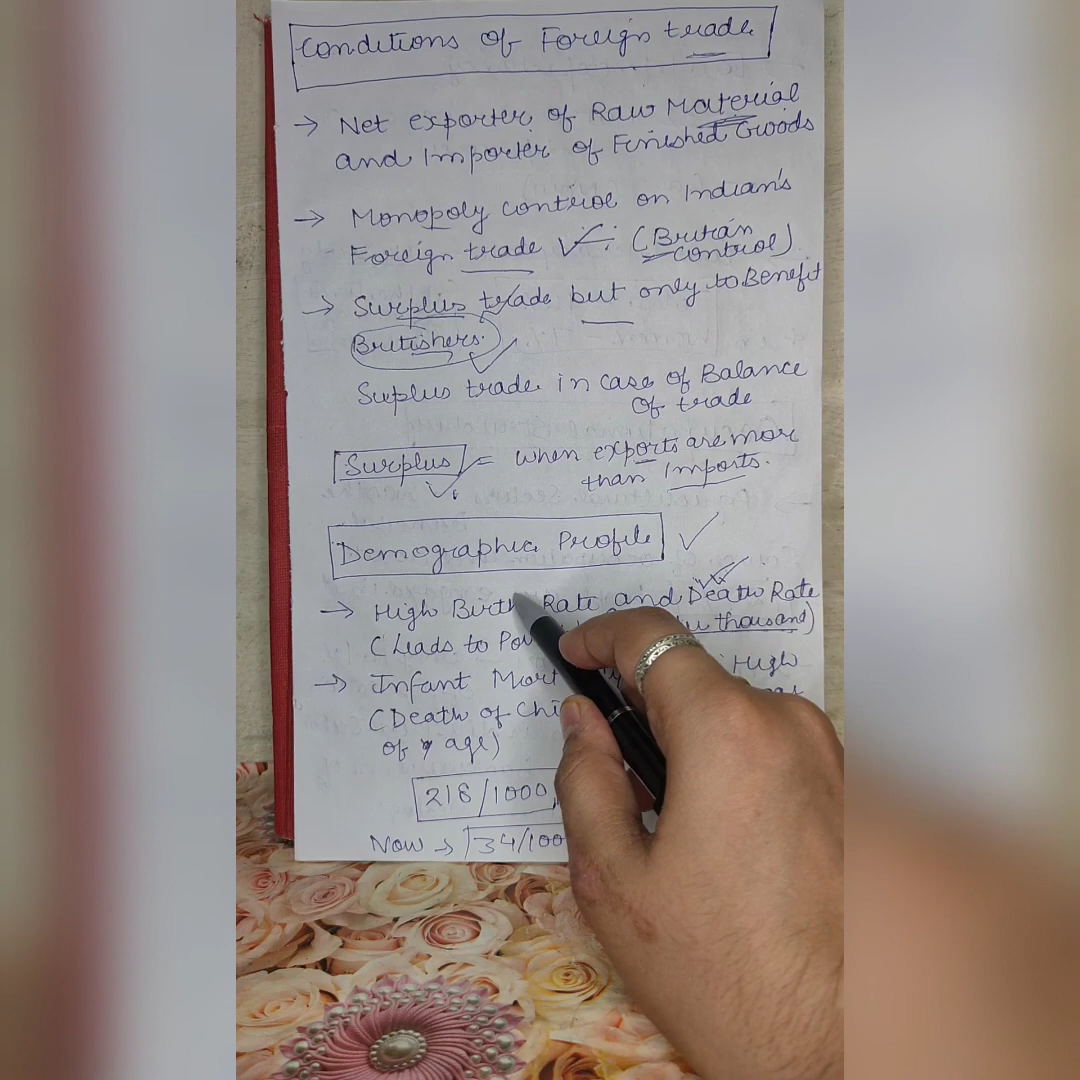 Conditions of Foreign trade
→ Net exporter of Raw Material
and Importer of Finished Goods
→ Monopoly control on Indian's
Foreign trade (Britain
control)
→ Surplus trade but only to Benefit
Britishers.
Surplus trade in case of Balance
Of trade
Surplus = when exports are more
than Imports.
Demographic Profile
→ High Birth Rate and Death Rate
(Leads to thousand)
→ Infant High
(Death of
of age)
218/1000
Now → 34/100